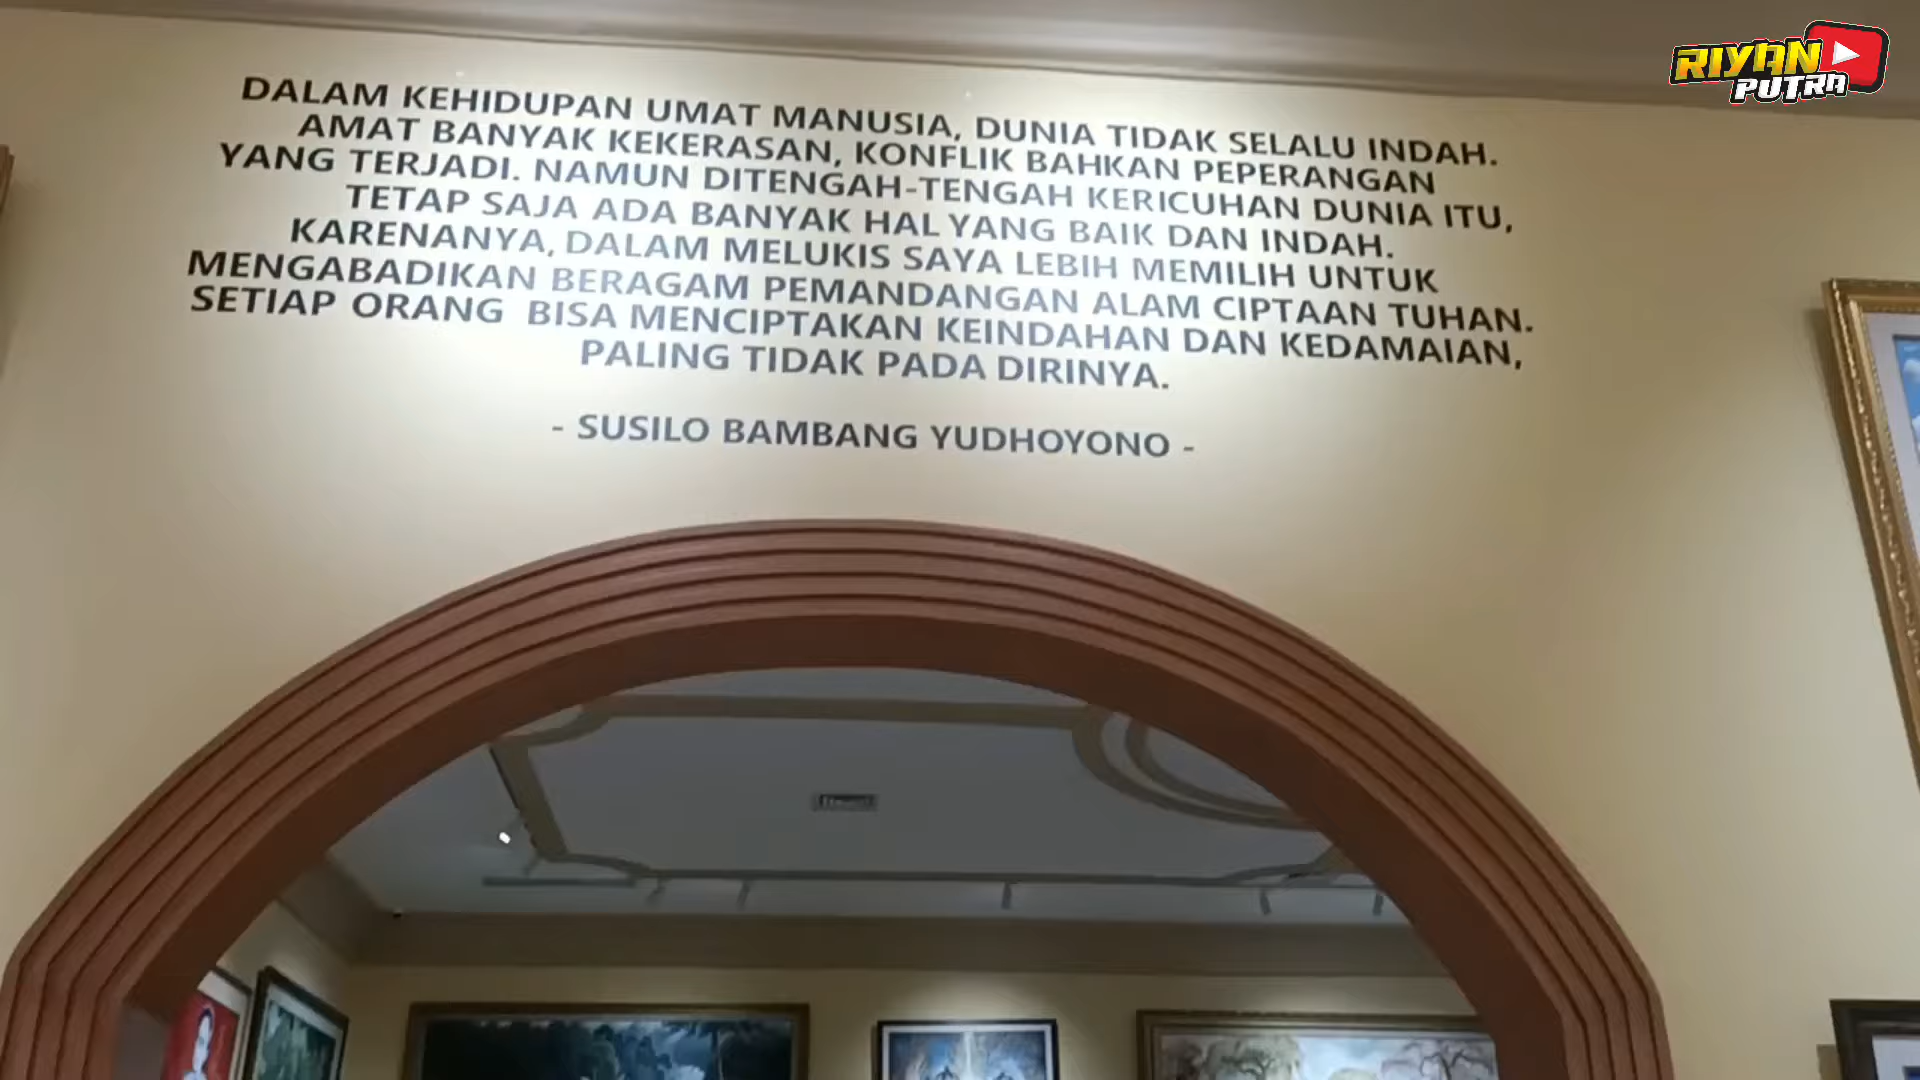 DALAM KEHIDUPAN UMAT MANUSIA, DUNIA TIDAK SELALU INDAH.
AMAT BANYAK KEKERASAN, KONFLIK BAHKAN PEPERANGAN
YANG TERJADI. NAMUN DITENGAH-TENGAH KERICUHAN DUNIA ITU,
TETAP SAJA ADA BANYAK HAL YANG BAIK DAN INDAH.
KARENANYA, DALAM MELUKIS SAYA LEBIH MEMILIH UNTUK
MENGABADIKAN BERAGAM PEMANDANGAN ALAM CIPTAAN TUHAN.
SETIAP ORANG BISA MENCIPTAKAN KEINDAHAN DAN KEDAMAIAN,
PALING TIDAK PADA DIRINYA.
- SUSILO BAMBANG YUDHOYONO -
RIYAN
PUTRA